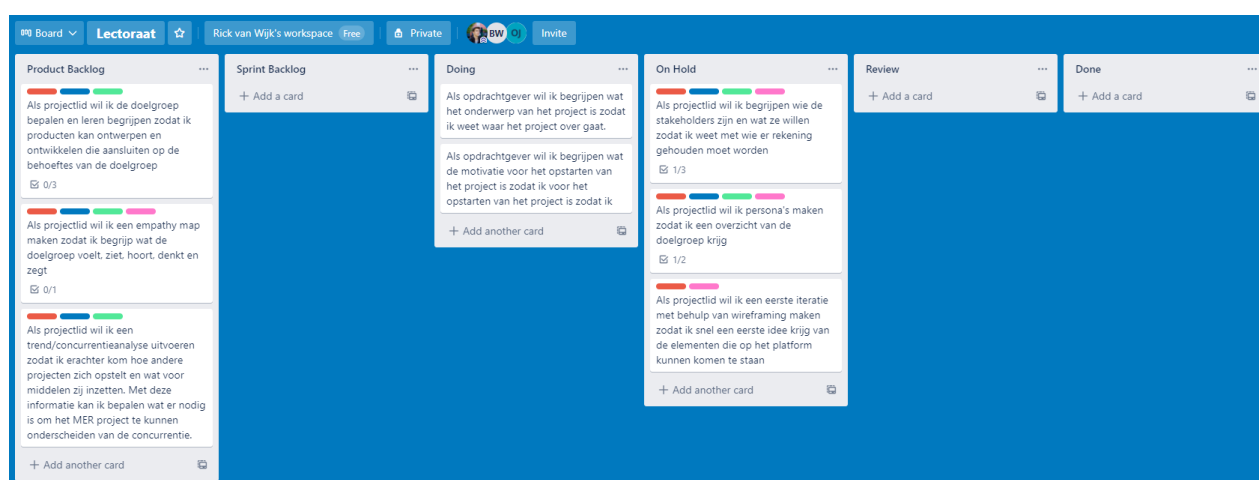 Board
Lectoraat
Rick van Wijk's workspace Free
Private
BW
OJ
Invite
Product Backlog
Als projectlid wil ik de doelgroep
bepalen en leren begrijpen zodat ik
producten kan ontwerpen en
ontwikkelen die aansluiten op de
behoeftes van de doelgroep
0/3
Als projectlid wil ik een empathy map
maken zodat ik begrijp wat de
doelgroep voelt, ziet, hoort, denkt en
zegt
0/1
Als projectlid wil ik een
trend/concurrentieanalyse uitvoeren
zodat ik erachter kom hoe andere
projecten zich opstelt en wat voor
middelen zij inzetten. Met deze
informatie kan ik bepalen wat er nodig
is om het MER project te kunnen
onderscheiden van de concurrentie.
+ Add another card
Sprint Backlog
+ Add a card
Doing
Als opdrachtgever wil ik begrijpen wat
het onderwerp van het project is zodat
ik weet waar het project over gaat.
Als opdrachtgever wil ik begrijpen wat
de motivatie voor het opstarten van
het project is zodat ik voor het
opstarten van het project is zodat ik
+ Add another card
On Hold
Als projectlid wil ik begrijpen wie de
stakeholders zijn en wat ze willen
zodat ik weet met wie er rekening
gehouden moet worden
1/3
Als projectlid wil ik persona's maken
zodat ik een overzicht van de
doelgroep krijg
1/2
Als projectlid wil ik een eerste iteratie
met behulp van wireframing maken
zodat ik snel een eerste idee krijg van
de elementen die op het platform
kunnen komen te staan
+ Add another card
Review
+ Add a card
Done
+ Add a card